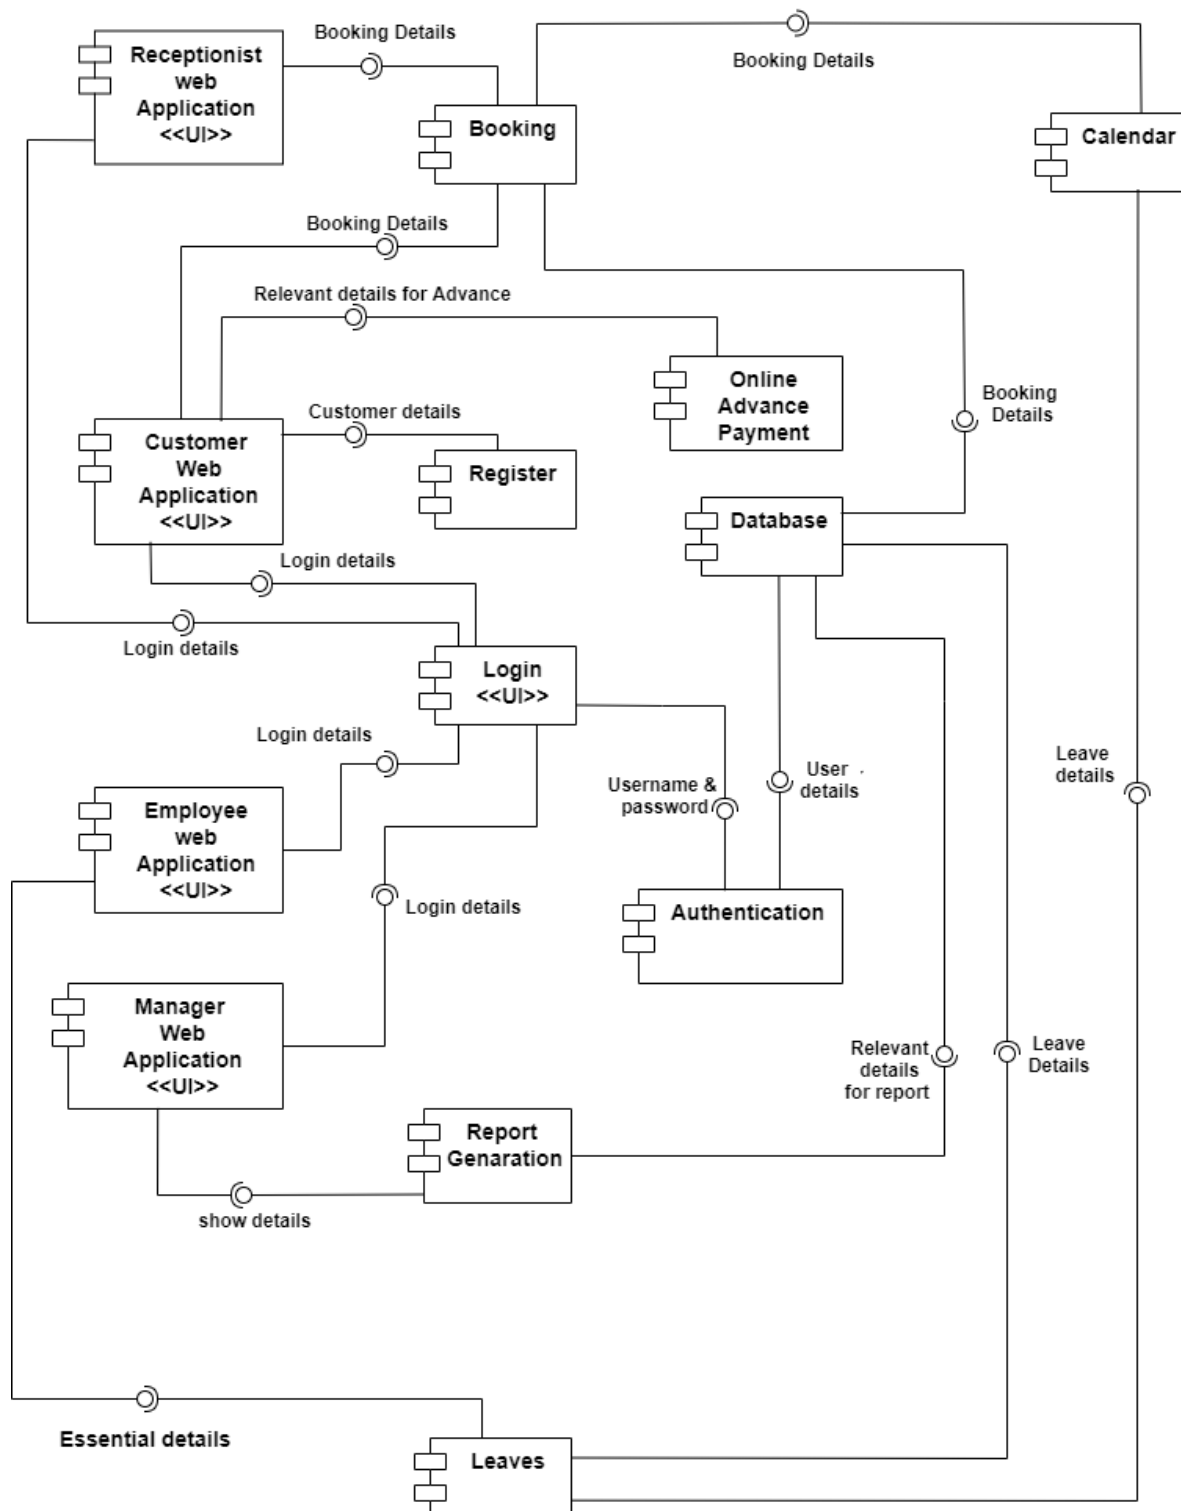 Booking Details
Receptionist
web
Application
<<UI>>
Booking Details
Booking
Calendar
Booking Details
Relevant details for Advance
Online
Advance
Payment
Booking
Details
Customer details
Customer
Web
Application
<<UI>>
Register
Database
Login details
Login details
Login
<<UI>>
Login details
Leave
details
Username &
password
User
details
Employee
web
Application
<<UI>>
Login details
Authentication
Manager
Web
Application
<<UI>>
Relevant
details
for report
Leave
Details
Report
Genaration
show details
Essential details
Leaves